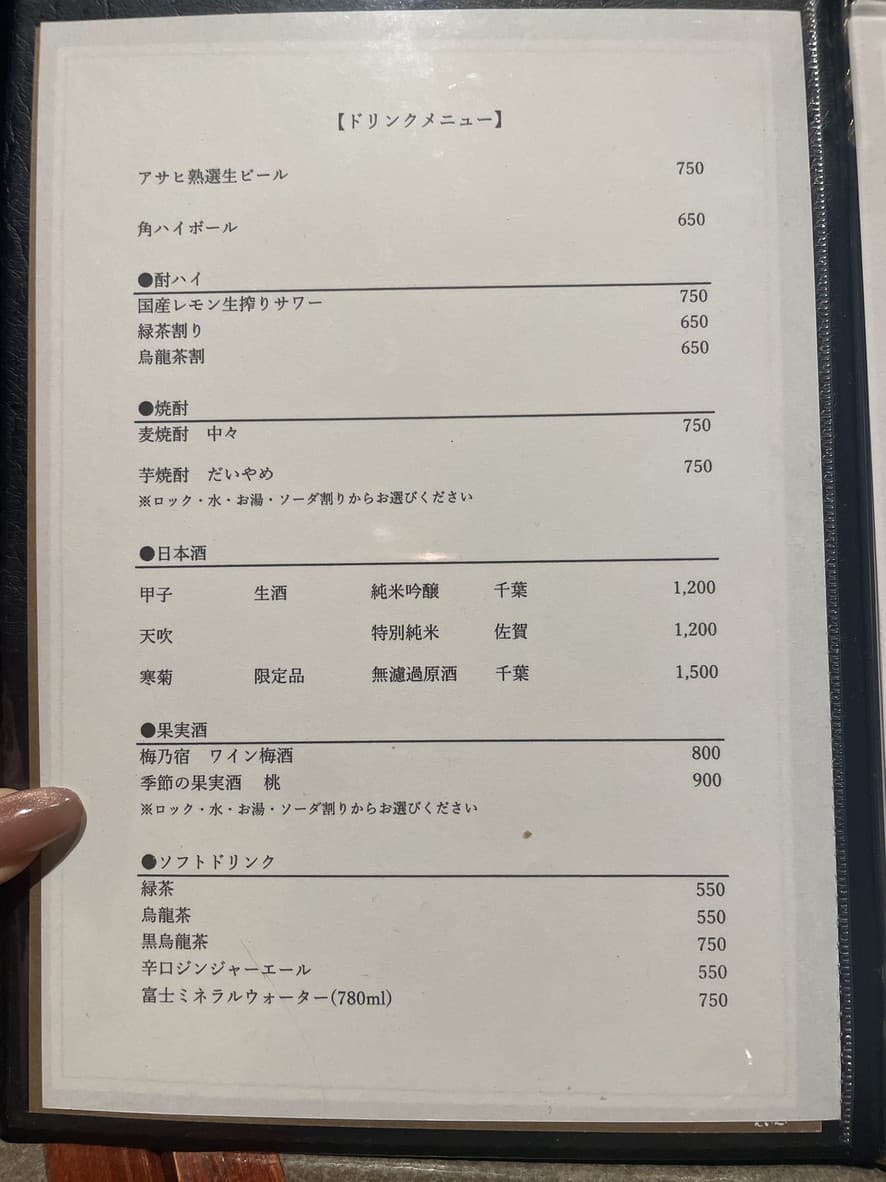 【ドリンクメニュー】
アサヒ熟選生ビール 750
角ハイボール 650
●酎ハイ
国産レモン生搾りサワー 750
緑茶割り 650
烏龍茶割 650
●焼酎
麦焼酎 中々 750
芋焼酎 だいやめ 750
※ロック・水・お湯・ソーダ割りからお選びください
●日本酒
甲子 生酒 純米吟醸 千葉 1,200
天吹 特別純米 佐賀 1,200
寒菊 限定品 無濾過原酒 千葉 1,500
●果実酒
梅乃宿 ワイン梅酒 800
季節の果実酒 桃 900
※ロック・水・お湯・ソーダ割りからお選びください
●ソフトドリンク
緑茶 550
烏龍茶 550
黒烏龍茶 750
辛口ジンジャーエール 550
富士ミネラルウォーター(780ml) 750